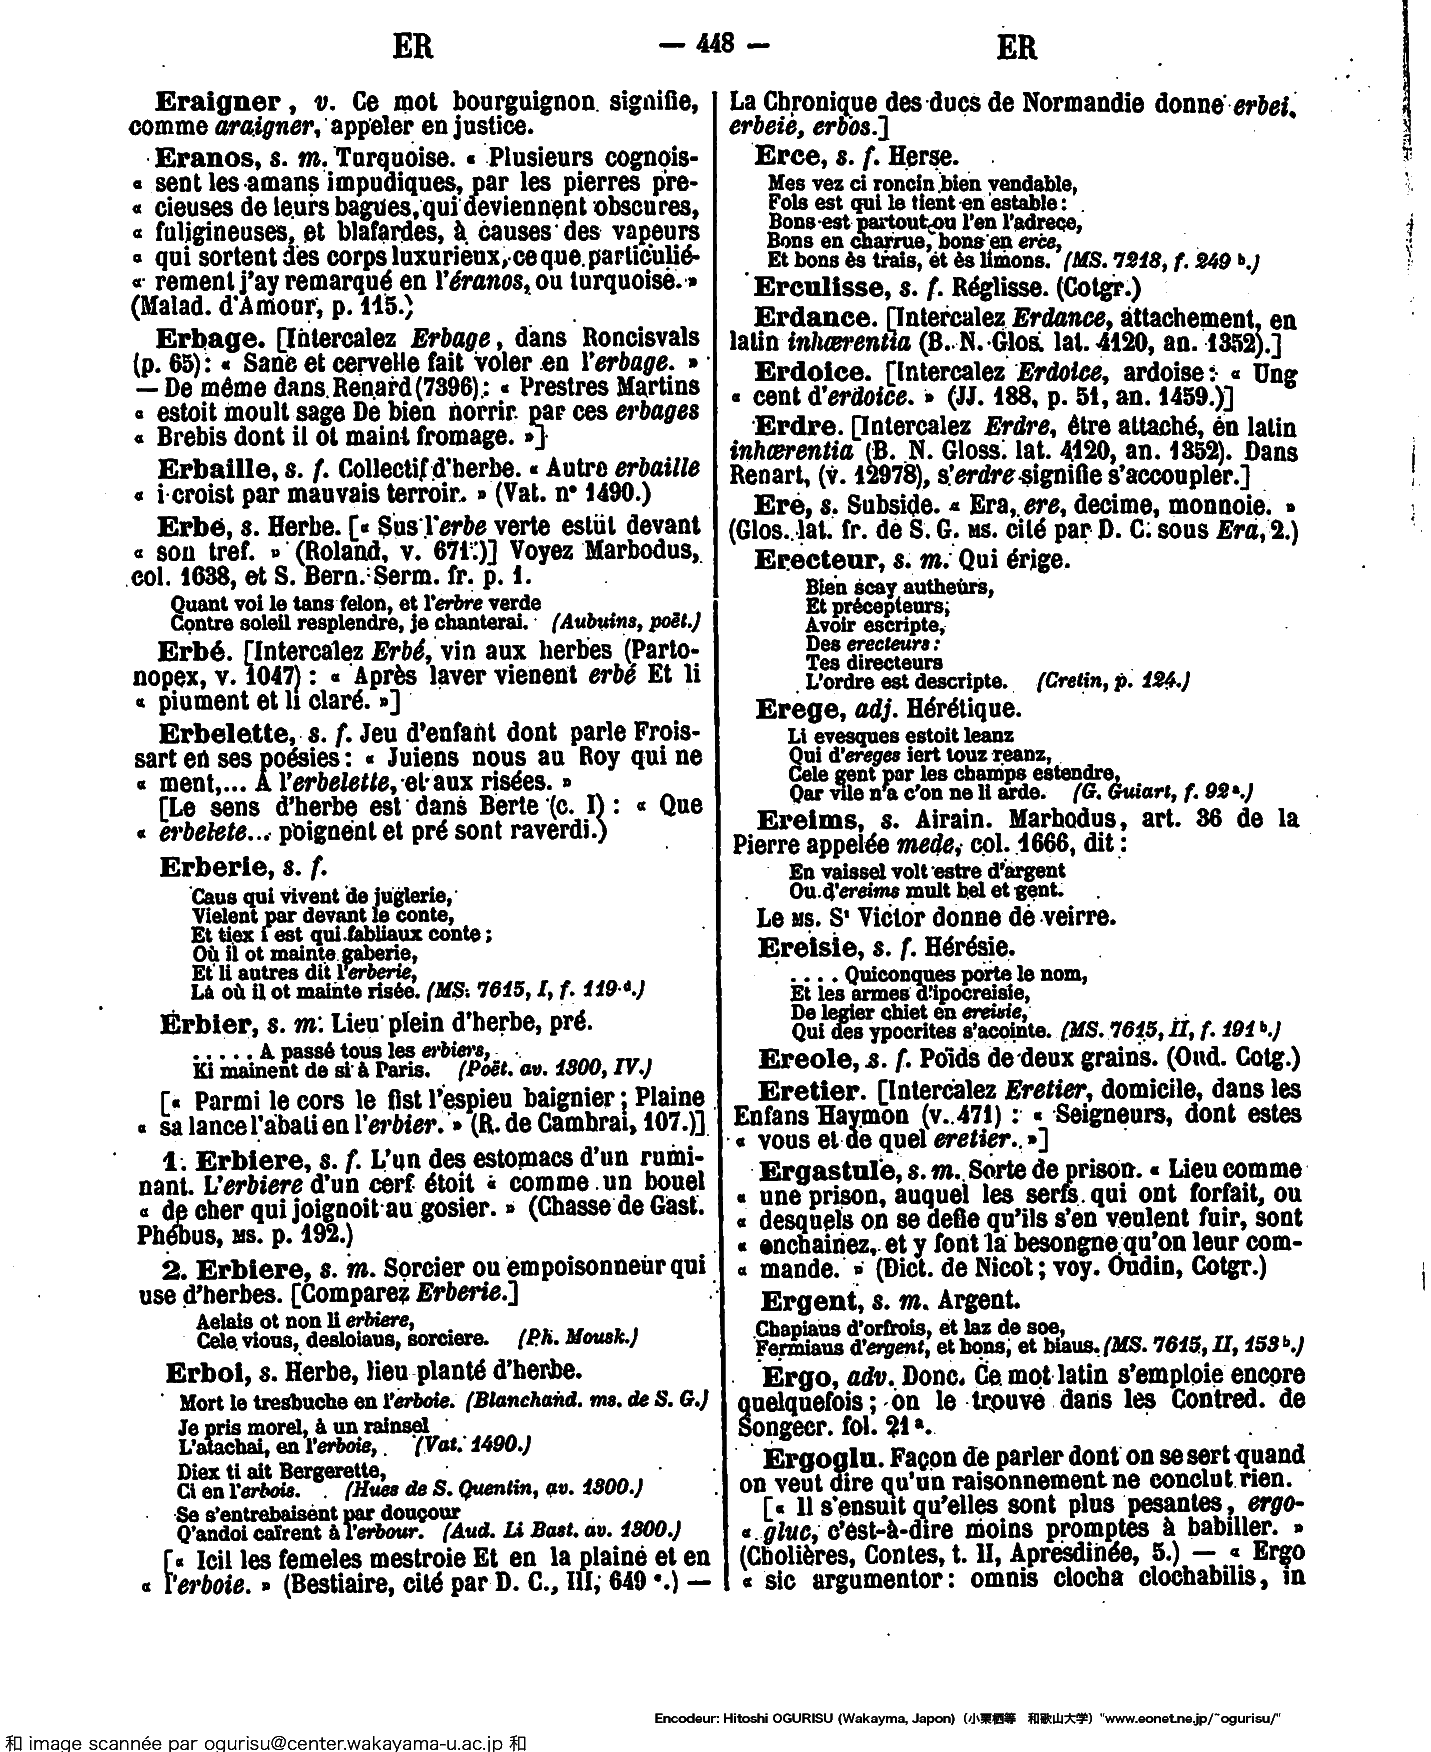 ER
— 448 —
ER
Eraigner, v. Ce mot bourguignon signifie,
comme araigner, appeler en justice.
Eranos, s. m. Turquoise. « Plusieurs cognois-
« sent les amans impudiques, par les pierres pre-
« cieuses de leurs bagues, qui deviennent obscures,
« fuligineuses, et blafardes, à causes des vapeurs
« qui sortent des corps luxurieux, ce que particulié-
« rement j'ay remarqué en l'éranos, ou turquoise. »
(Malad. d'Amour, p. 115.)
Erbage. [Intercalez Erbage, dans Roncisvals
(p. 65) : « Sanc et cervelle fait voler en l'erbage. »
— De même dans Renard (7396) : « Prestres Martins
« estoit moult sage De bien norrir par ces erbages
« Brebis dont il ot maint fromage. »]
Erbaille, s. f. Collectif d'herbe. « Autre erbaille
« i croist par mauvais terroir. » (Vat. n° 1490.)
Erbe, s. Herbe. [« Sus l'erbe verte estut devant
« son tref. » (Roland, v. 671.)] Voyez Marbodus,
col. 1638, et S. Bern. Serm. fr. p. 1.
Quant voi le tans felon, et l'erbre verde
Contre soleil resplendre, je chanterai. (Aubuins, poët.)
Erbé. [Intercalez Erbé, vin aux herbes (Parto-
nopex, v. 1047) : « Après laver vienent erbé Et li
« piument et li claré. »]
Erbelette, s. f. Jeu d'enfant dont parle Frois-
sart en ses poésies : « Juiens nous au Roy qui ne
« ment,... A l'erbelette, et aux risées. »
[Le sens d'herbe est dans Berte (c. I) : « Que
« erbelete... poignent et pré sont raverdi.)
Erberie, s. f.
Caus qui vivent de juglerie,
Vielent par devant le conte,
Et tiex i est qui fabliaux conte ;
Où il ot mainte gaberie,
Et li autres dit l'erberie,
La où il ot mainte risée. (MS. 7615, I, f. 119 d.)
Erbier, s. m. Lieu plein d'herbe, pré.
..... A passé tous les erbiers,
Ki mainent de si à Paris. (Poët. av. 1300, IV.)
[« Parmi le cors le fist l'espieu baignier ; Plaine
« sa lance l'abati en l'erbier. » (R. de Cambrai, 107.)]
1. Erbiere, s. f. L'un des estomacs d'un rumi-
nant. L'erbiere d'un cerf étoit « comme un bouel
« de cher qui joignoit au gosier. » (Chasse de Gast.
Phébus, MS. p. 192.)
2. Erbiere, s. m. Sorcier ou empoisonneur qui
use d'herbes. [Comparez Erberie.]
Aelais ot non li erbiere,
Cele vious, desloiaus, sorciere. (Ph. Mousk.)
Erboi, s. Herbe, lieu planté d'herbe.
Mort le tresbuche en l'erboie. (Blanchand. ms. de S. G.)
Je pris morel, à un rainsel
L'atachai, en l'erbois, (Vat. 1490.)
Diex ti ait Bergerette,
Ci en l'erbois. (Hues de S. Quentin, av. 1300.)
Se s'entrebaisent par douçour
Q'andoi caïrent à l'erbour. (Aud. Li Bast. av. 1300.)
[« Icil les femeles mestroie Et en la plaine et en
« l'erboie. » (Bestiaire, cité par D. C., III, 649 c.) —
La Chronique des ducs de Normandie donne erbei,
erbeie, erbos.]
Erce, s. f. Herse.
Mes vez ci roncin bien vendable,
Fols est qui le tient en estable :
Bons est partout ou l'en l'adrece,
Bons en charrue, bons en erce,
Et bons ès trais, et ès limons. (MS. 7218, f. 249 b.)
Erculisse, s. f. Réglisse. (Cotgr.)
Erdance. [Intercalez Erdance, attachement, en
latin inhærentia (B. N. Glos. lat. 4120, an. 1352).]
Erdoice. [Intercalez Erdoice, ardoise : « Ung
« cent d'erdoice. » (JJ. 188, p. 51, an. 1459.)]
Erdre. [Intercalez Erdre, être attaché, en latin
inhærentia (B. N. Gloss. lat. 4120, an. 1352). Dans
Renart, (v. 12978), s'erdre signifie s'accoupler.]
Ere, s. Subside. « Era, ere, decime, monnoie. »
(Glos. lat. fr. de S. G. MS. cité par D. C. sous Era, 2.)
Erecteur, s. m. Qui érige.
Bien scay autheurs,
Et précepteurs ;
Avoir escripte,
Des erecteurs :
Tes directeurs
L'ordre est descripte. (Cretin, p. 124.)
Erege, adj. Hérétique.
Li evesques estoit leanz
Qui d'ereges iert touz reanz,
Cele gent par les champs estendre,
Qar vile n'a c'on ne li arde. (G. Guiart, f. 92 a.)
Ereims, s. Airain. Marbodus, art. 36 de la
Pierre appelée mede, col. 1666, dit :
En vaissel volt estre d'argent
Ou d'ereims mult bel et gent.
Le MS. St Victor donne de veirre.
Ereisie, s. f. Hérésie.
.... Quiconques porte le nom,
Et les armes d'ipocreisie,
De legier chiet en ereisie,
Qui des ypocrites s'acointe. (MS. 7615, II, f. 191 b.)
Ereole, s. f. Poids de deux grains. (Oud. Cotg.)
Eretier. [Intercalez Eretier, domicile, dans les
Enfans Haymon (v. 471) : « Seigneurs, dont estes
« vous et de quel eretier. »]
Ergastule, s. m. Sorte de prison. « Lieu comme
« une prison, auquel les serfs qui ont forfait, ou
« desquels on se defie qu'ils s'en veulent fuir, sont
« enchainez, et y font la besongne qu'on leur com-
« mande. » (Dict. de Nicot ; voy. Oudin, Cotgr.)
Ergent, s. m. Argent.
Chapiaus d'orfrois, et laz de soe,
Fermiaus d'ergent, et bons, et biaus. (MS. 7615, II, 153 b.)
Ergo, adv. Donc. Ce mot latin s'emploie encore
quelquefois ; on le trouve dans les Contred. de
Songecr. fol. 21 a.
Ergoglu. Façon de parler dont on se sert quand
on veut dire qu'un raisonnement ne conclut rien.
[« Il s'ensuit qu'elles sont plus pesantes, ergo-
« gluc, c'est-à-dire moins promptes à babiller. »
(Cholières, Contes, t. II, Apresdinée, 5.) — « Ergo
« sic argumentor : omnis clocha clochabilis, in
Encodeur: Hitoshi OGURISU (Wakayma, Japon) (小栗栖等 和歌山大学) "www.eonet.ne.jp/~ogurisu/"
和 image scannée par ogurisu@center.wakayama-u.ac.jp 和